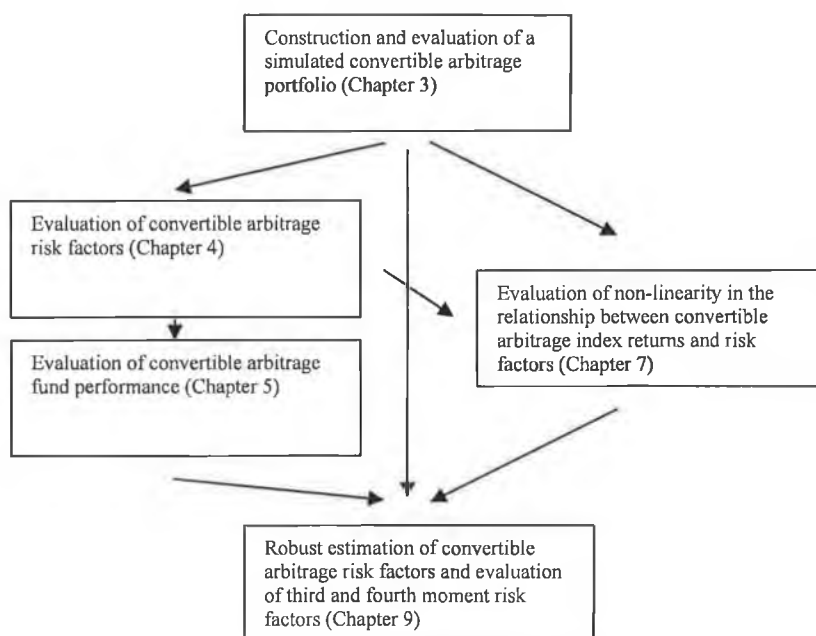 Construction and evaluation of a
simulated convertible arbitrage
portfolio (Chapter 3)
Evaluation of convertible arbitrage
risk factors (Chapter 4)
Evaluation of non-linearity in the
relationship between convertible
arbitrage index returns and risk
factors (Chapter 7)
Evaluation of convertible arbitrage
fund performance (Chapter 5)
Robust estimation of convertible
arbitrage risk factors and evaluation
of third and fourth moment risk
factors (Chapter 9)